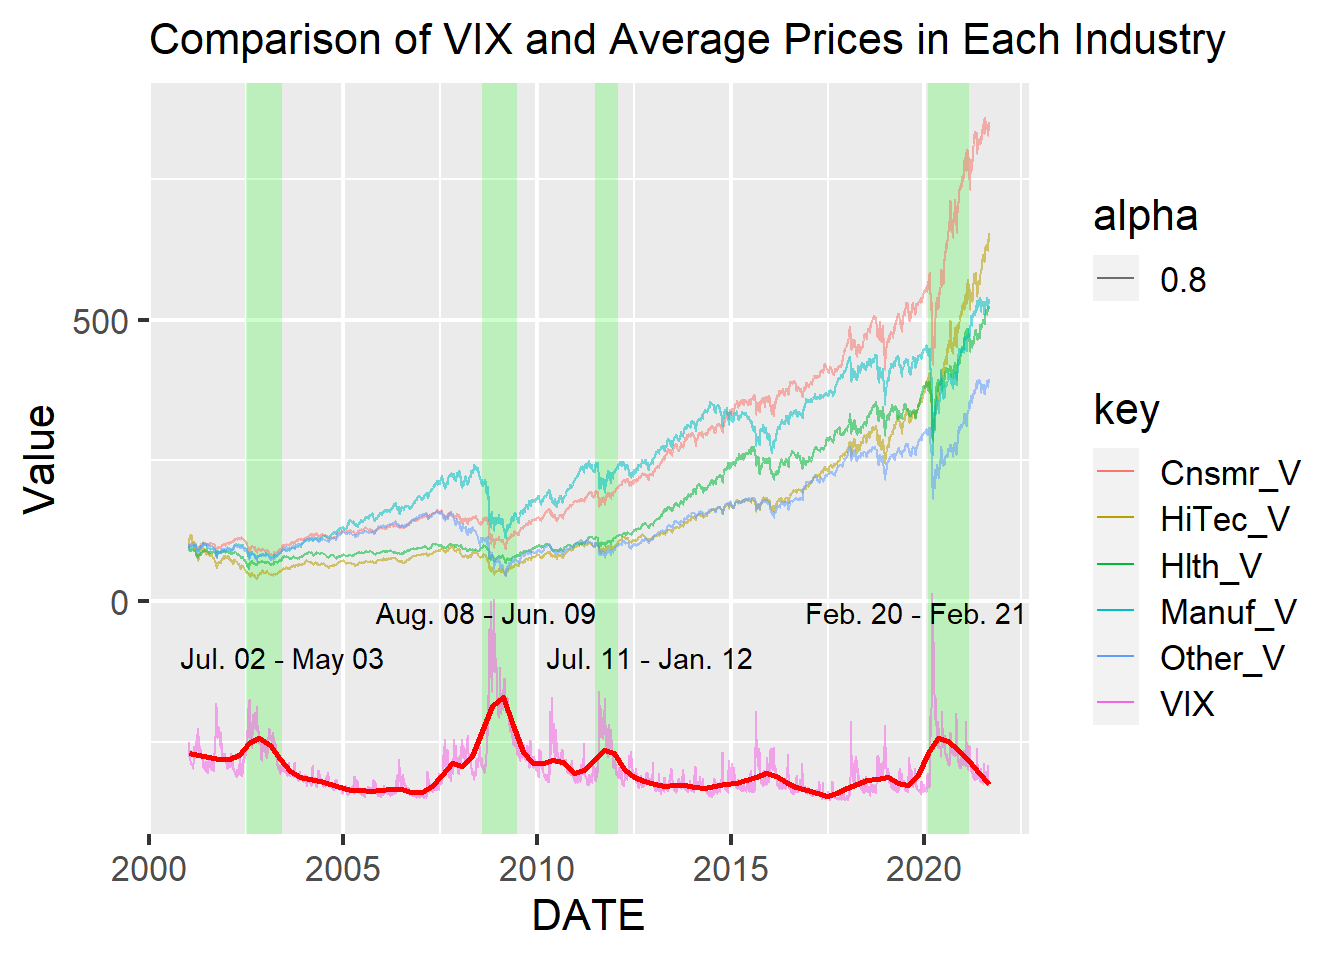 Comparison of VIX and Average Prices in Each Industry
Value
500
0
Aug. 08 - Jun. 09
Feb. 20 - Feb. 21
Jul. 02 - May 03
Jul. 11 - Jan. 12
2000
2005
2010
2015
2020
DATE
alpha
0.8
key
Cnsmr_V
HiTec_V
Hlth_V
Manuf_V
Other_V
VIX